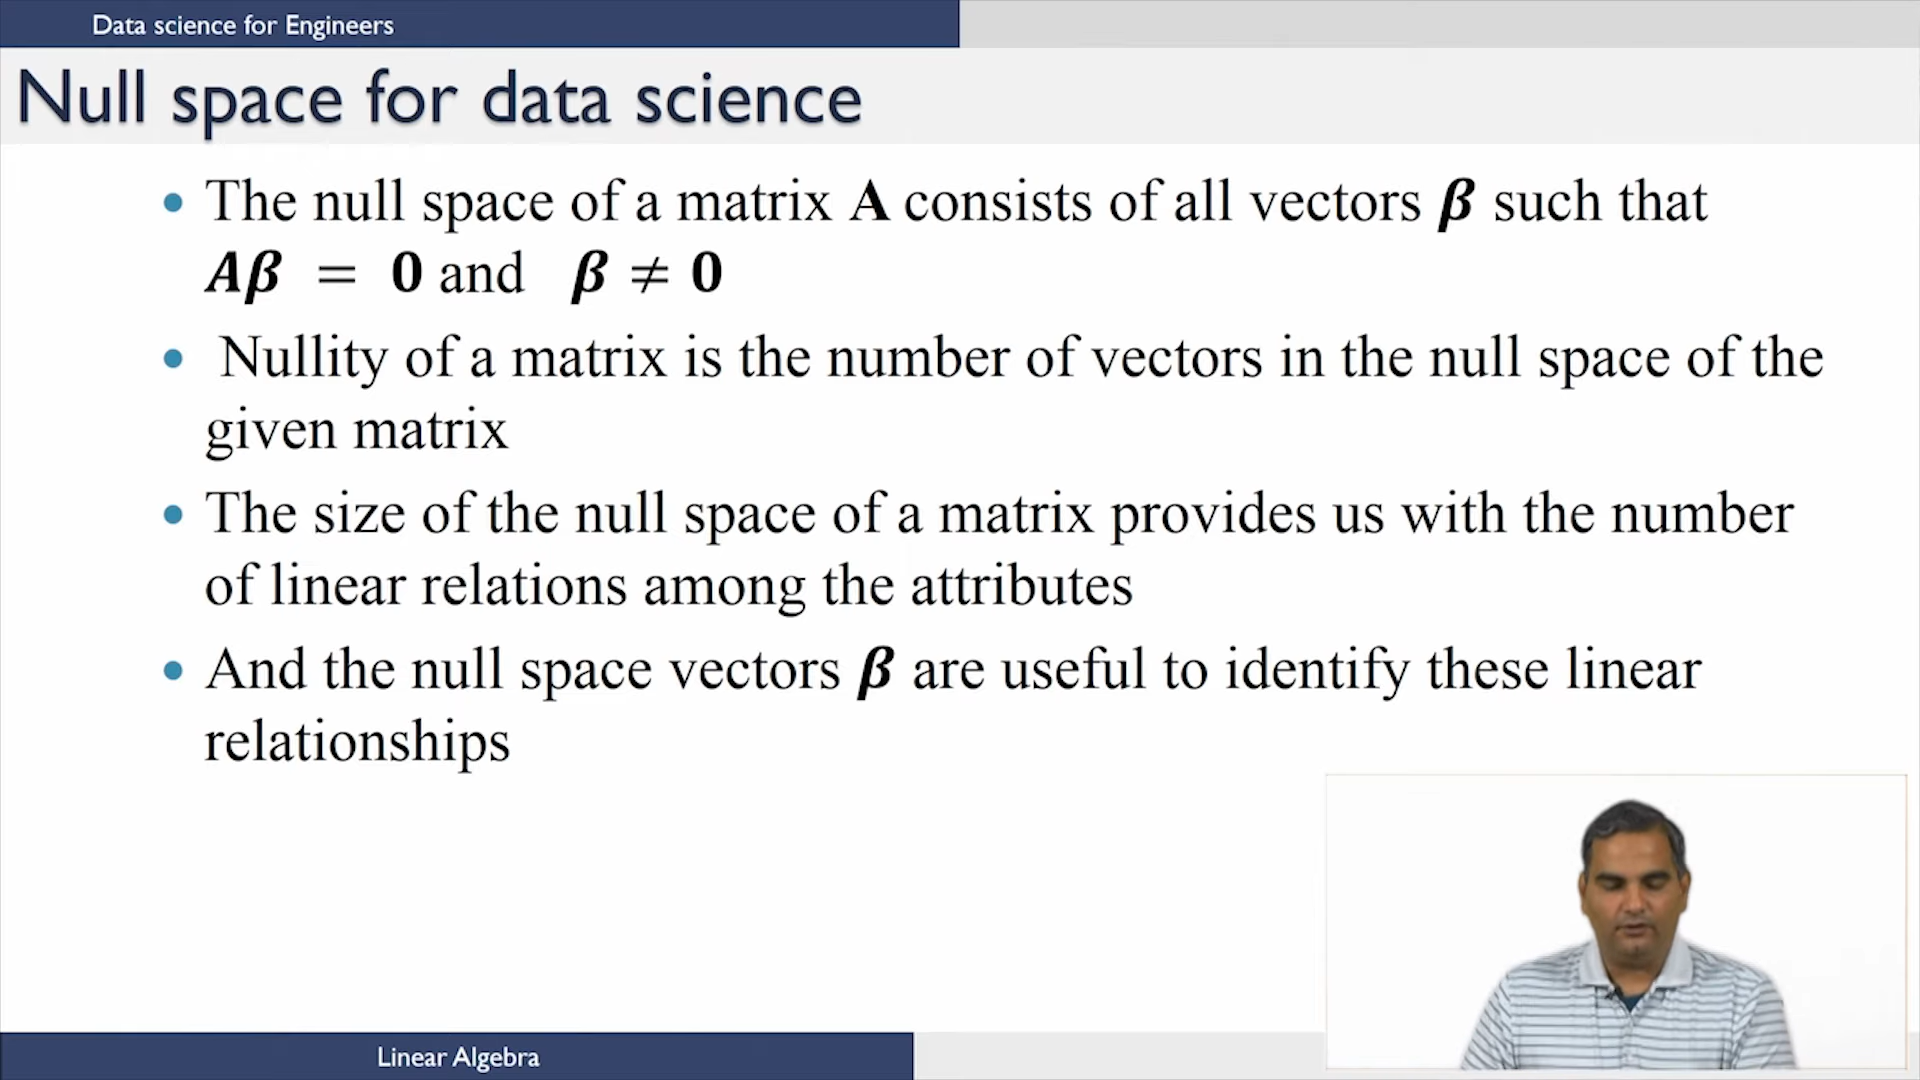 Data science for Engineers
Null space for data science
• The null space of a matrix A consists of all vectors β such that
Aβ = 0 and β ≠ 0
• Nullity of a matrix is the number of vectors in the null space of the
given matrix
• The size of the null space of a matrix provides us with the number
of linear relations among the attributes
• And the null space vectors β are useful to identify these linear
relationships
Linear Algebra